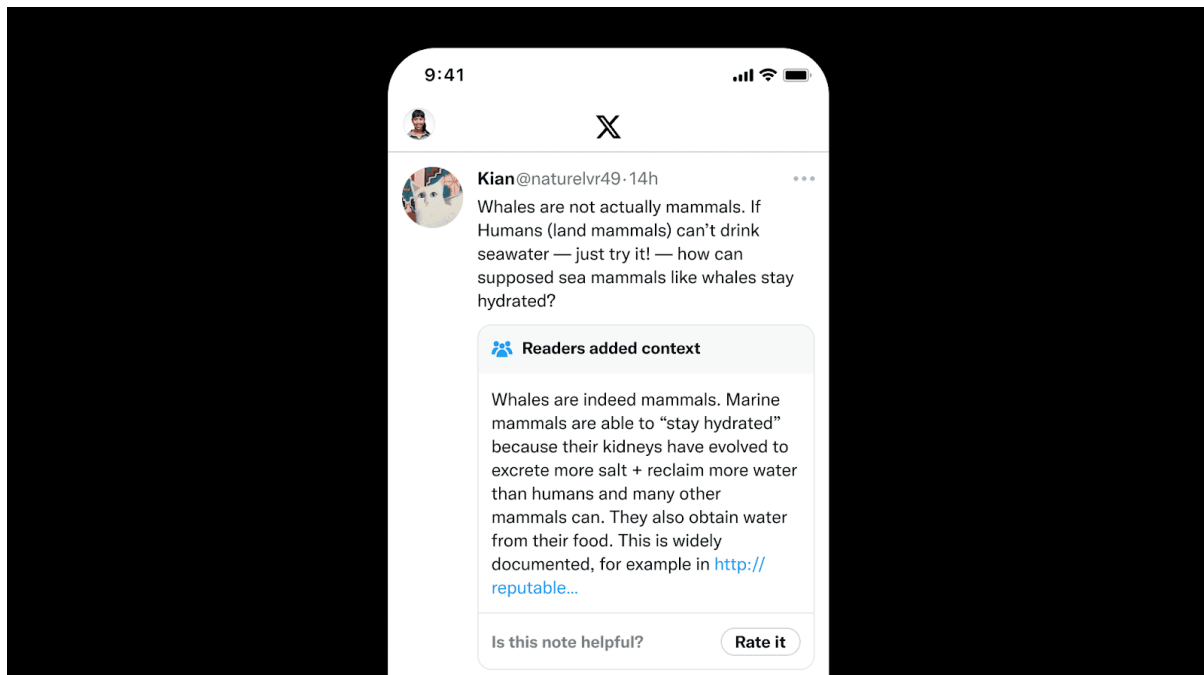 9:41
X
Kian@naturelvr49·14h
Whales are not actually mammals. If
Humans (land mammals) can’t drink
seawater — just try it! — how can
supposed sea mammals like whales stay
hydrated?
Readers added context
Whales are indeed mammals. Marine
mammals are able to “stay hydrated”
because their kidneys have evolved to
excrete more salt + reclaim more water
than humans and many other
mammals can. They also obtain water
from their food. This is widely
documented, for example in http://
reputable...
Is this note helpful?
Rate it